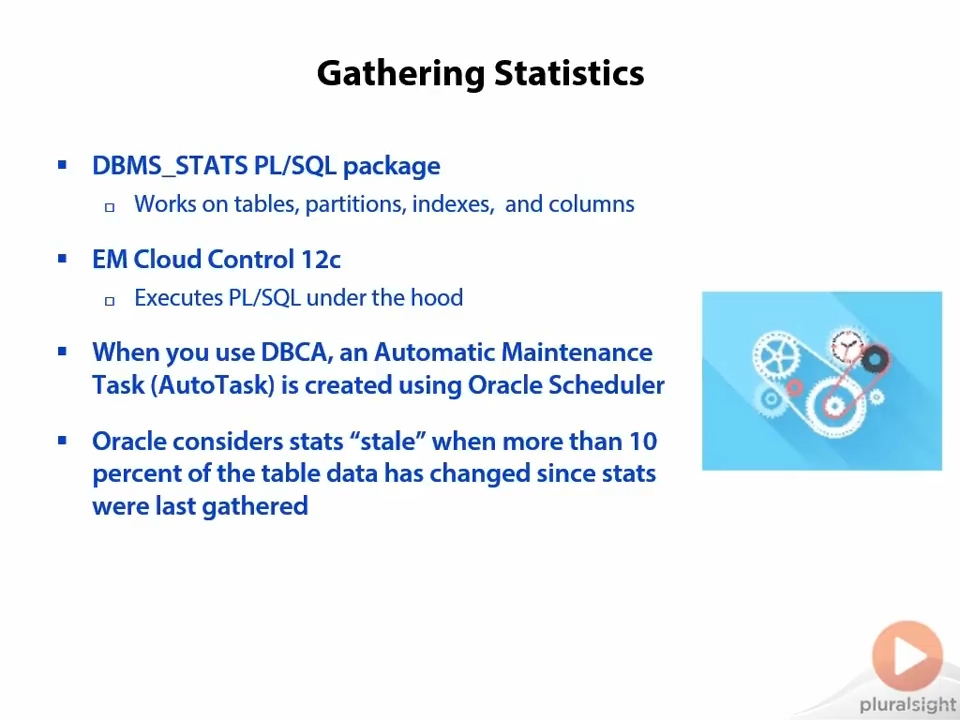 Gathering Statistics
DBMS_STATS PL/SQL package
Works on tables, partitions, indexes, and columns
EM Cloud Control 12c
Executes PL/SQL under the hood
When you use DBCA, an Automatic Maintenance
Task (AutoTask) is created using Oracle Scheduler
Oracle considers stats “stale” when more than 10
percent of the table data has changed since stats
were last gathered
pluralsight